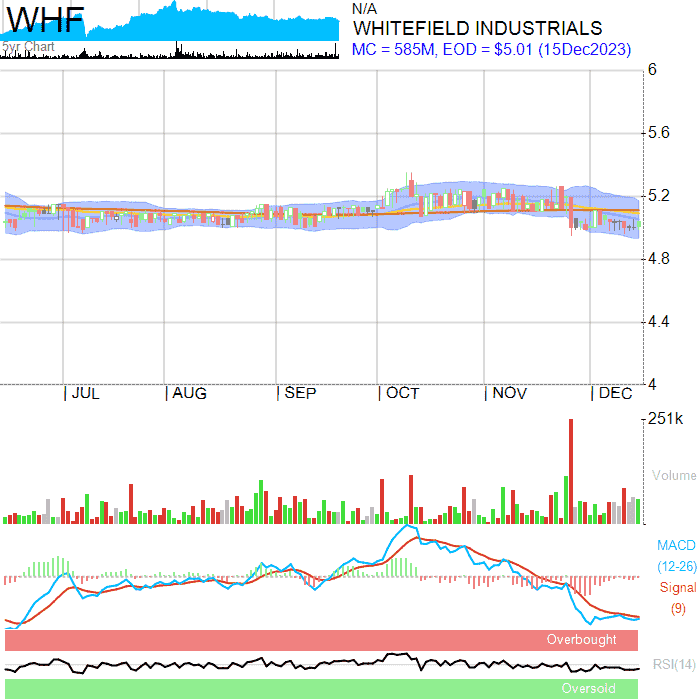 WHF
5yr Chart
N/A
WHITEFIELD INDUSTRIALS
MC = 585M, EOD = $5.01 (15Dec2023)
6
5.6
5.2
4.8
4.4
4
JUL AUG SEP OCT NOV DEC
251k
Volume
MACD
(12-26)
Signal
(9)
Overbought
RSI(14)
Oversold